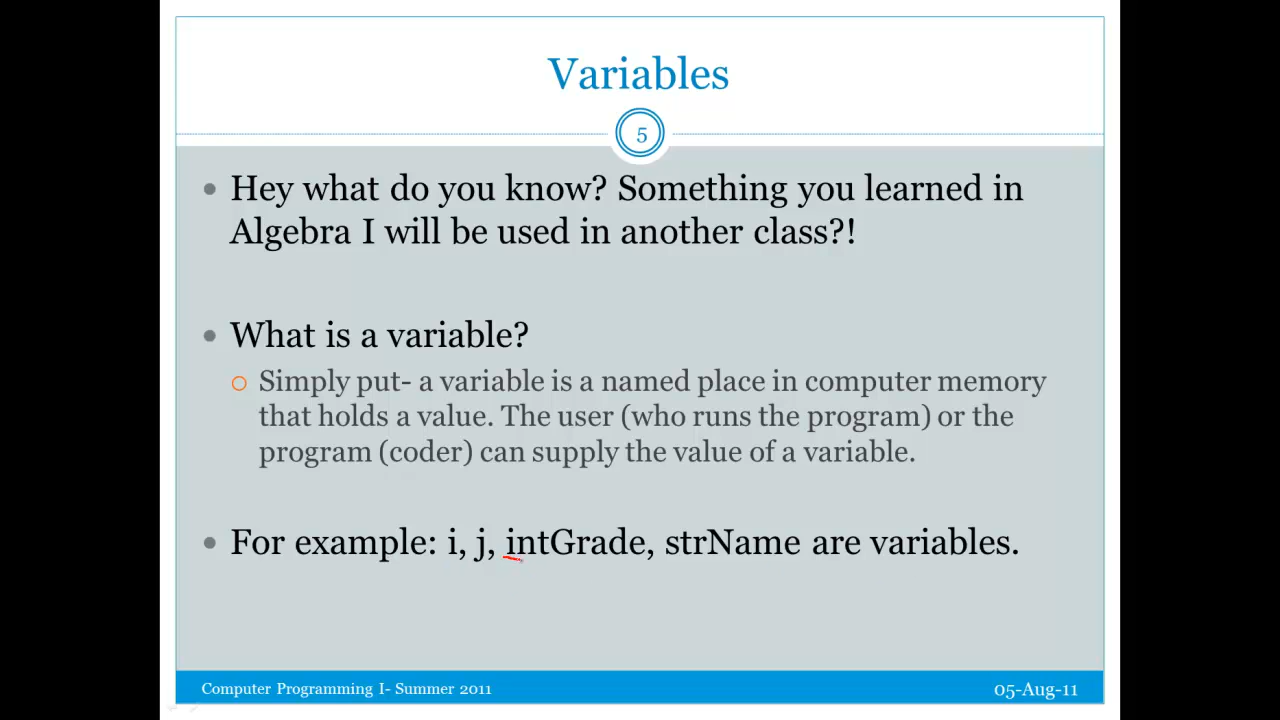 Variables
5
Hey what do you know? Something you learned in
Algebra I will be used in another class?!
What is a variable?
Simply put- a variable is a named place in computer memory
that holds a value. The user (who runs the program) or the
program (coder) can supply the value of a variable.
For example: i, j, intGrade, strName are variables.
Computer Programming I- Summer 2011
05-Aug-11